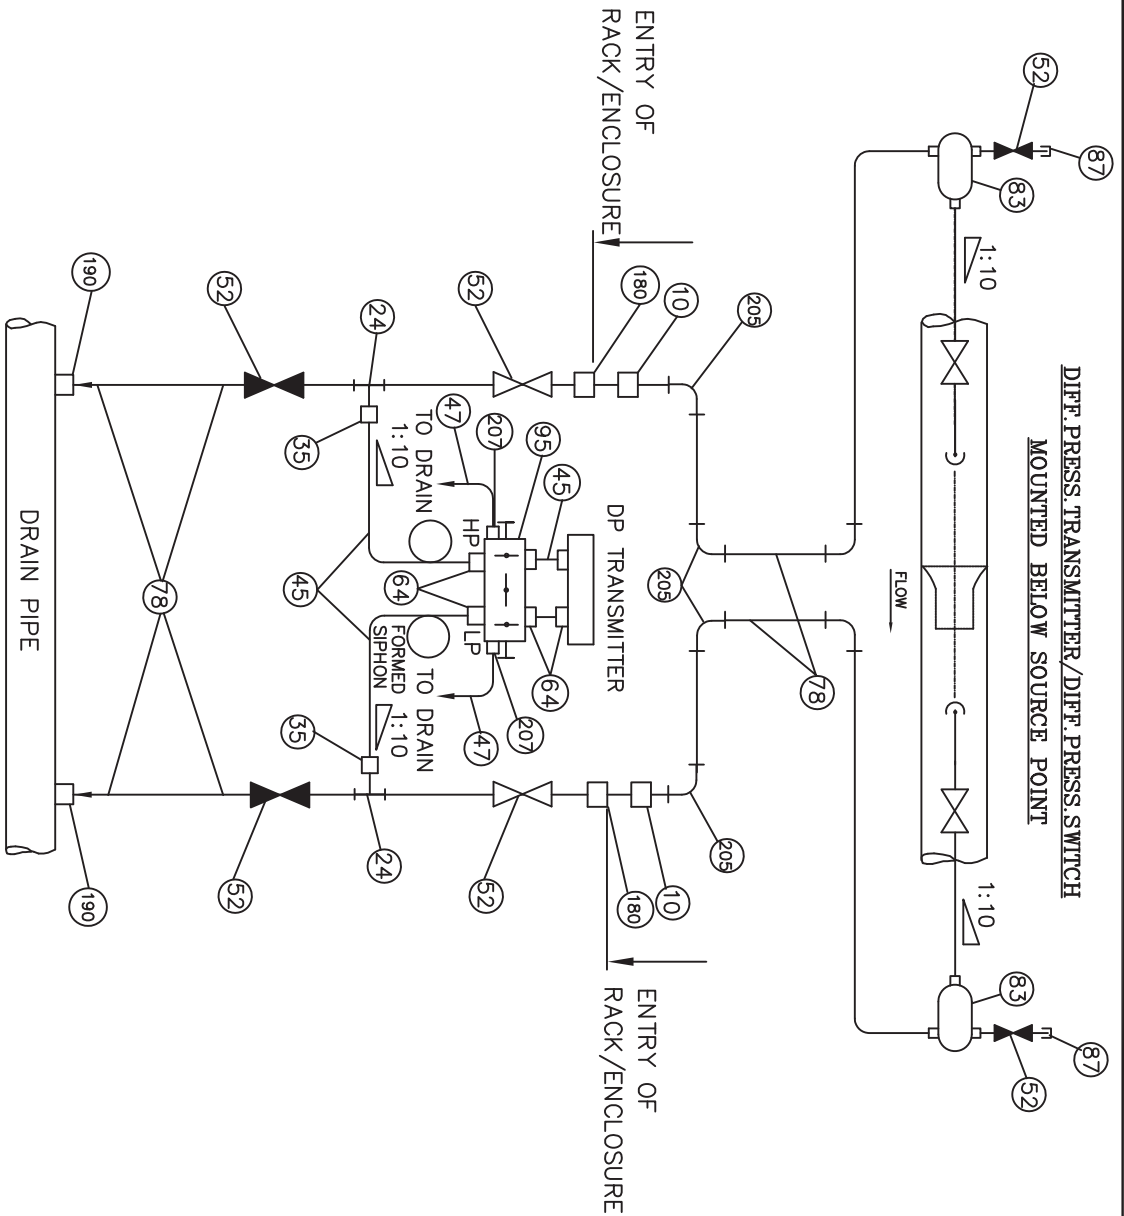 DIFF.PRESS.TRANSMITTER/DIFF.PRESS.SWITCH
MOUNTED BELOW SOURCE POINT
87
87
52
52
83
83
1:10
1:10
FLOW
78
205
205
205
10
10
ENTRY OF
RACK/ENCLOSURE
180
180
ENTRY OF
RACK/ENCLOSURE
DP TRANSMITTER
45
64
95
207
207
52
52
47
47
HP
LP
TO DRAIN
TO DRAIN
64
1:10
FORMED
SIPHON
1:10
24
24
35
45
35
52
52
78
190
190
DRAIN PIPE